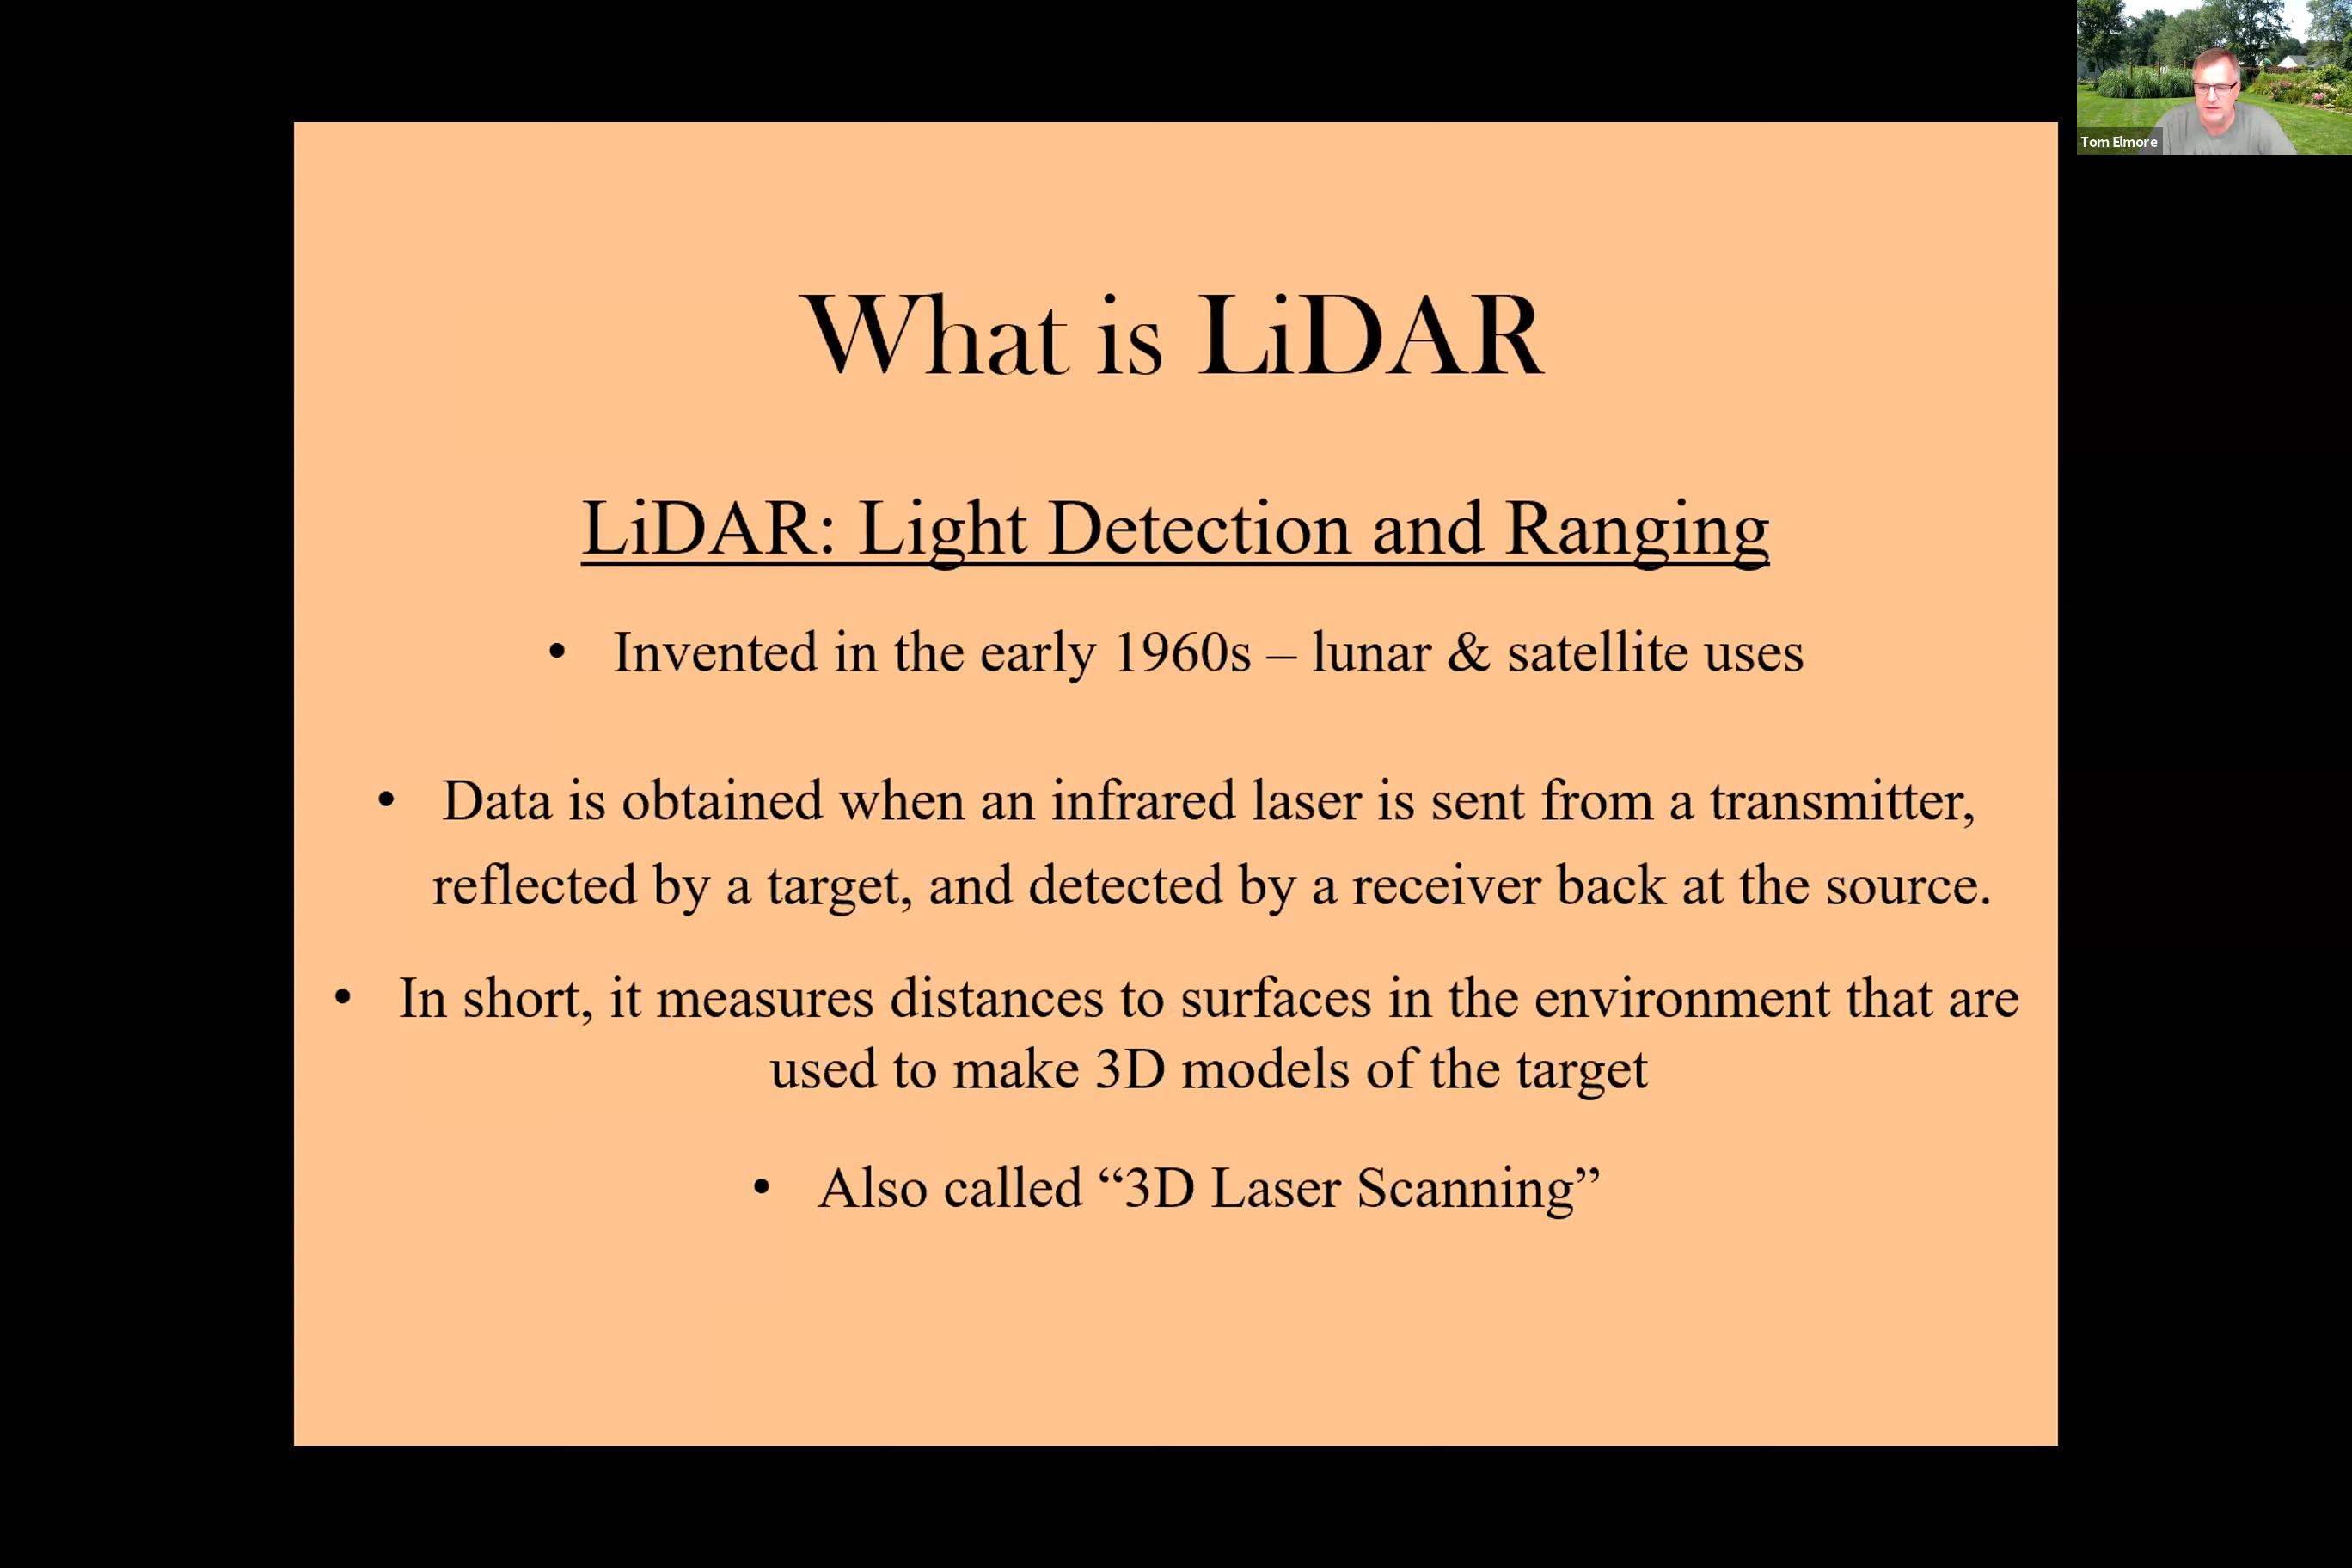 Tom Elmore
What is LiDAR
LiDAR: Light Detection and Ranging
• Invented in the early 1960s – lunar & satellite uses
• Data is obtained when an infrared laser is sent from a transmitter,
reflected by a target, and detected by a receiver back at the source.
• In short, it measures distances to surfaces in the environment that are
used to make 3D models of the target
• Also called “3D Laser Scanning”